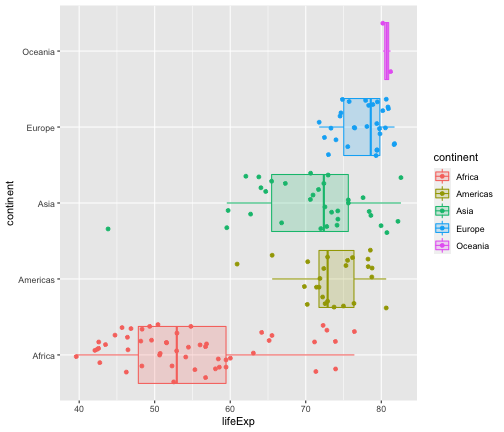 Oceania
Europe
Asia
Americas
Africa
continent
40 50 60 70 80
lifeExp
continent
Africa
Americas
Asia
Europe
Oceania